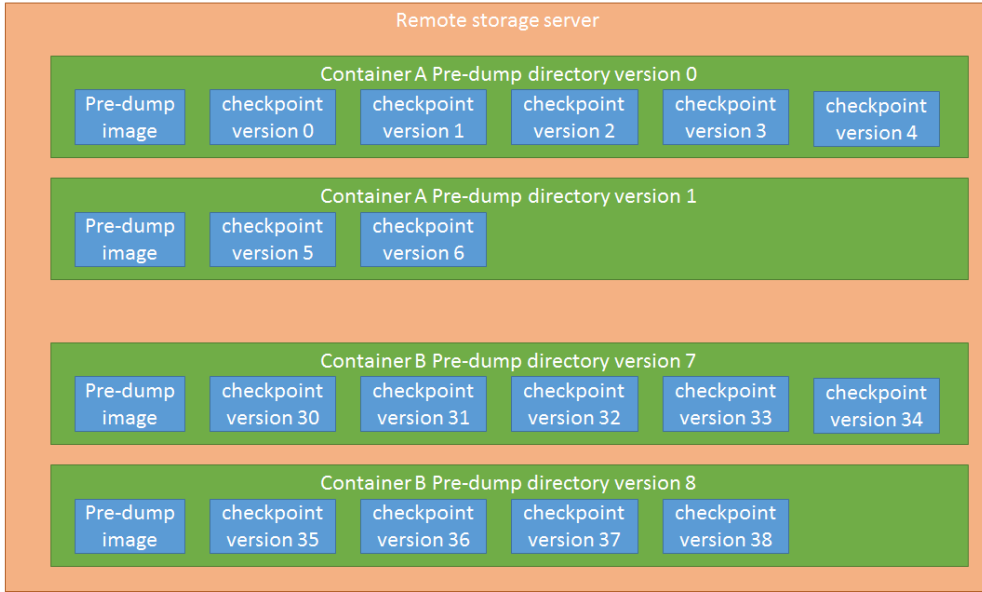 Remote storage server
Container A Pre-dump directory version 0
Pre-dump
image
checkpoint
version 0
checkpoint
version 1
checkpoint
version 2
checkpoint
version 3
checkpoint
version 4
Container A Pre-dump directory version 1
Pre-dump
image
checkpoint
version 5
checkpoint
version 6
Container B Pre-dump directory version 7
Pre-dump
image
checkpoint
version 30
checkpoint
version 31
checkpoint
version 32
checkpoint
version 33
checkpoint
version 34
Container B Pre-dump directory version 8
Pre-dump
image
checkpoint
version 35
checkpoint
version 36
checkpoint
version 37
checkpoint
version 38